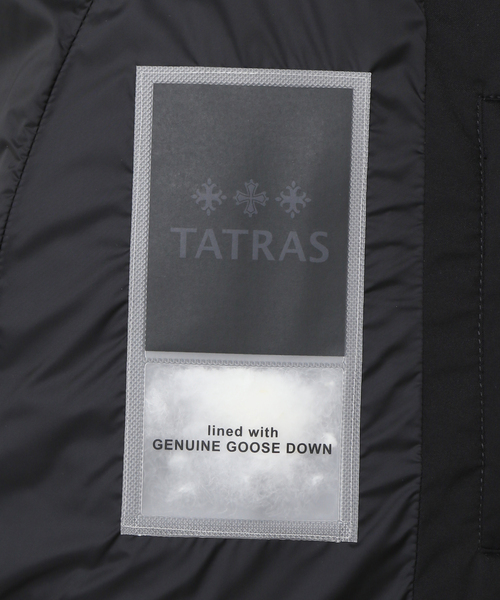 TATRAS
lined with
GENUINE GOOSE DOWN